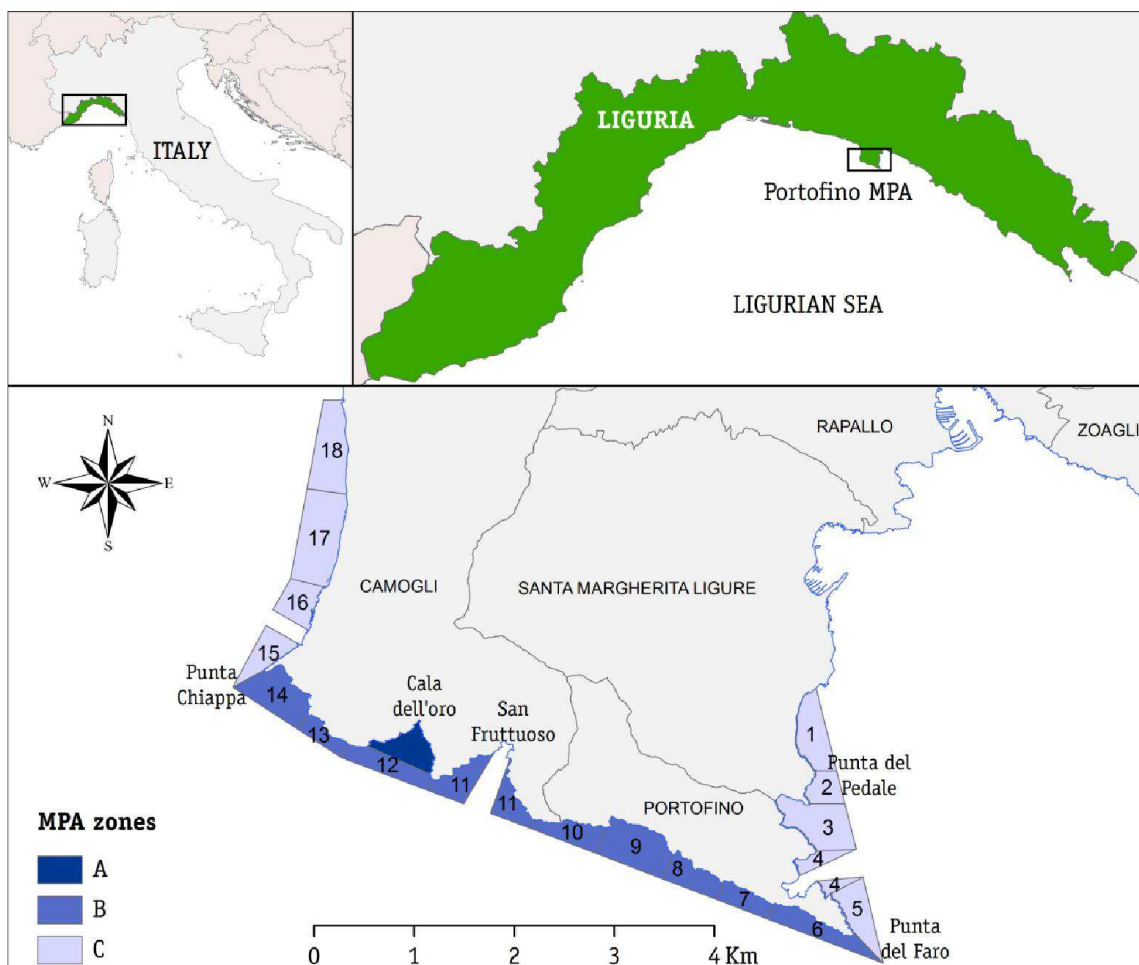 ITALY
LIGURIA
Portofino MPA
LIGURIAN SEA
N
W
E
S
RAPALLO
ZOAGLI
18
17
CAMOGLI
SANTA MARGHERITA LIGURE
16
15
Punta
Chiappa
14
Cala
dell'oro
San
Fruttuoso
13
12
11
11
1
Punta del
Pedale
2
3
PORTOFINO
4
10
9
8
7
4
5
6
Punta
del Faro
MPA zones
A
B
C
0
1
2
4 Km